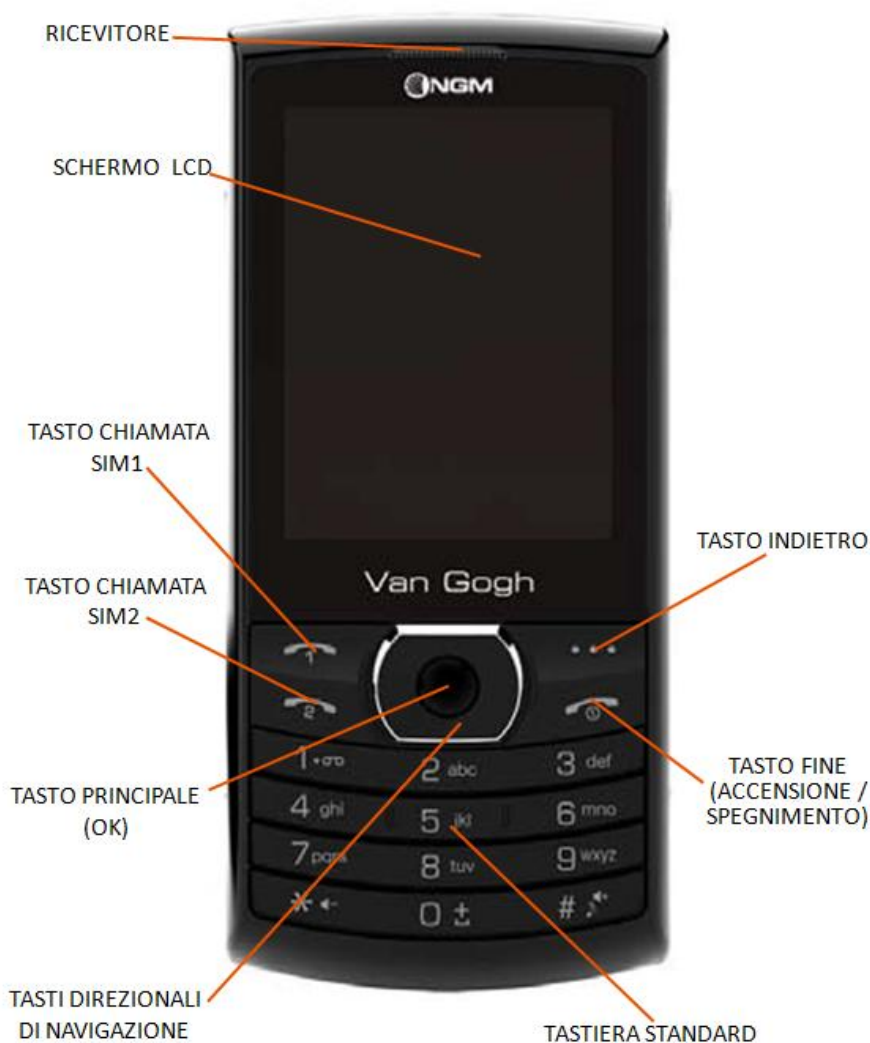 RICEVITORE
NGM
SCHERMO LCD
TASTO CHIAMATA
SIM1
TASTO INDIETRO
Van Gogh
TASTO CHIAMATA
SIM2
1
2
1
2 abc
3 def
TASTO FINE
(ACCENSIONE /
SPEGNIMENTO)
TASTO PRINCIPALE
(OK)
4 ghi
5 jkl
6 mno
7 pqrs
8 tuv
9 wxyz
*
0 ±
#
TASTI DIREZIONALI
DI NAVIGAZIONE
TASTIERA STANDARD